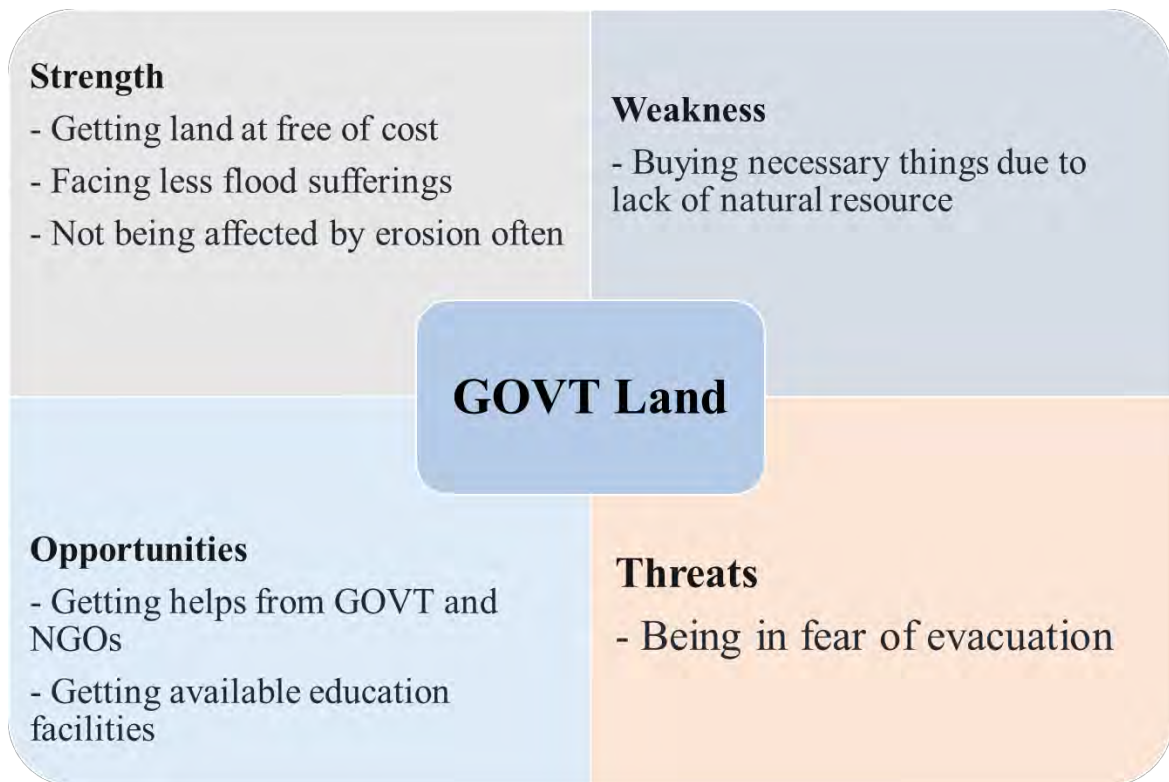 Strength
- Getting land at free of cost
- Facing less flood sufferings
- Not being affected by erosion often
Weakness
- Buying necessary things due to
lack of natural resource
GOVT Land
Opportunities
- Getting helps from GOVT and
NGOs
- Getting available education
facilities
Threats
- Being in fear of evacuation